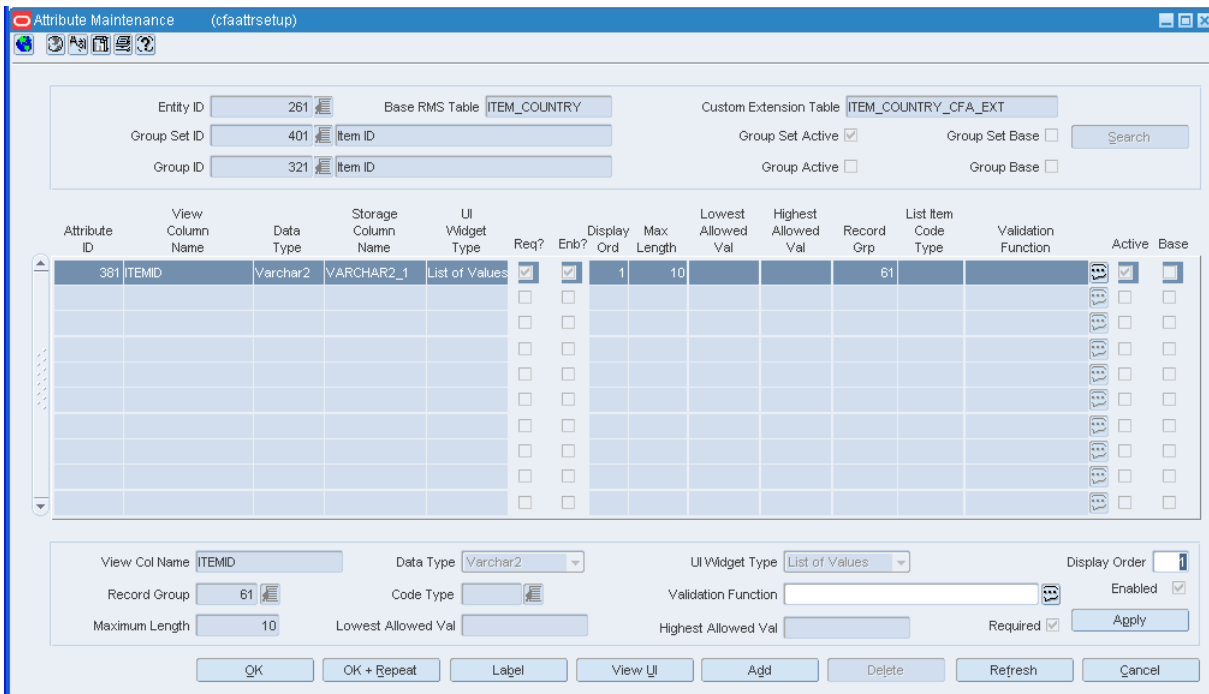 Attribute Maintenance (cfaattrsetup)
Entity ID 261 Base RMS Table ITEM_COUNTRY Custom Extension Table ITEM_COUNTRY_CFA_EXT
Group Set ID 401 Item ID Group Set Active Group Set Base Search
Group ID 321 Item ID Group Active Group Base
Attribute ID View Column Name Data Type Storage Column Name UI Widget Type Req? Enb? Display Ord Max Length Lowest Allowed Val Highest Allowed Val Record Grp List Item Code Type Validation Function Active Base
381 ITEMID Varchar2 VARCHAR2_1 List of Values 1 10 61
View Col Name ITEMID Data Type Varchar2 UI Widget Type List of Values Display Order 1
Record Group 61 Code Type Validation Function Enabled
Maximum Length 10 Lowest Allowed Val Highest Allowed Val Required Apply
OK OK + Repeat Label View UI Add Delete Refresh Cancel